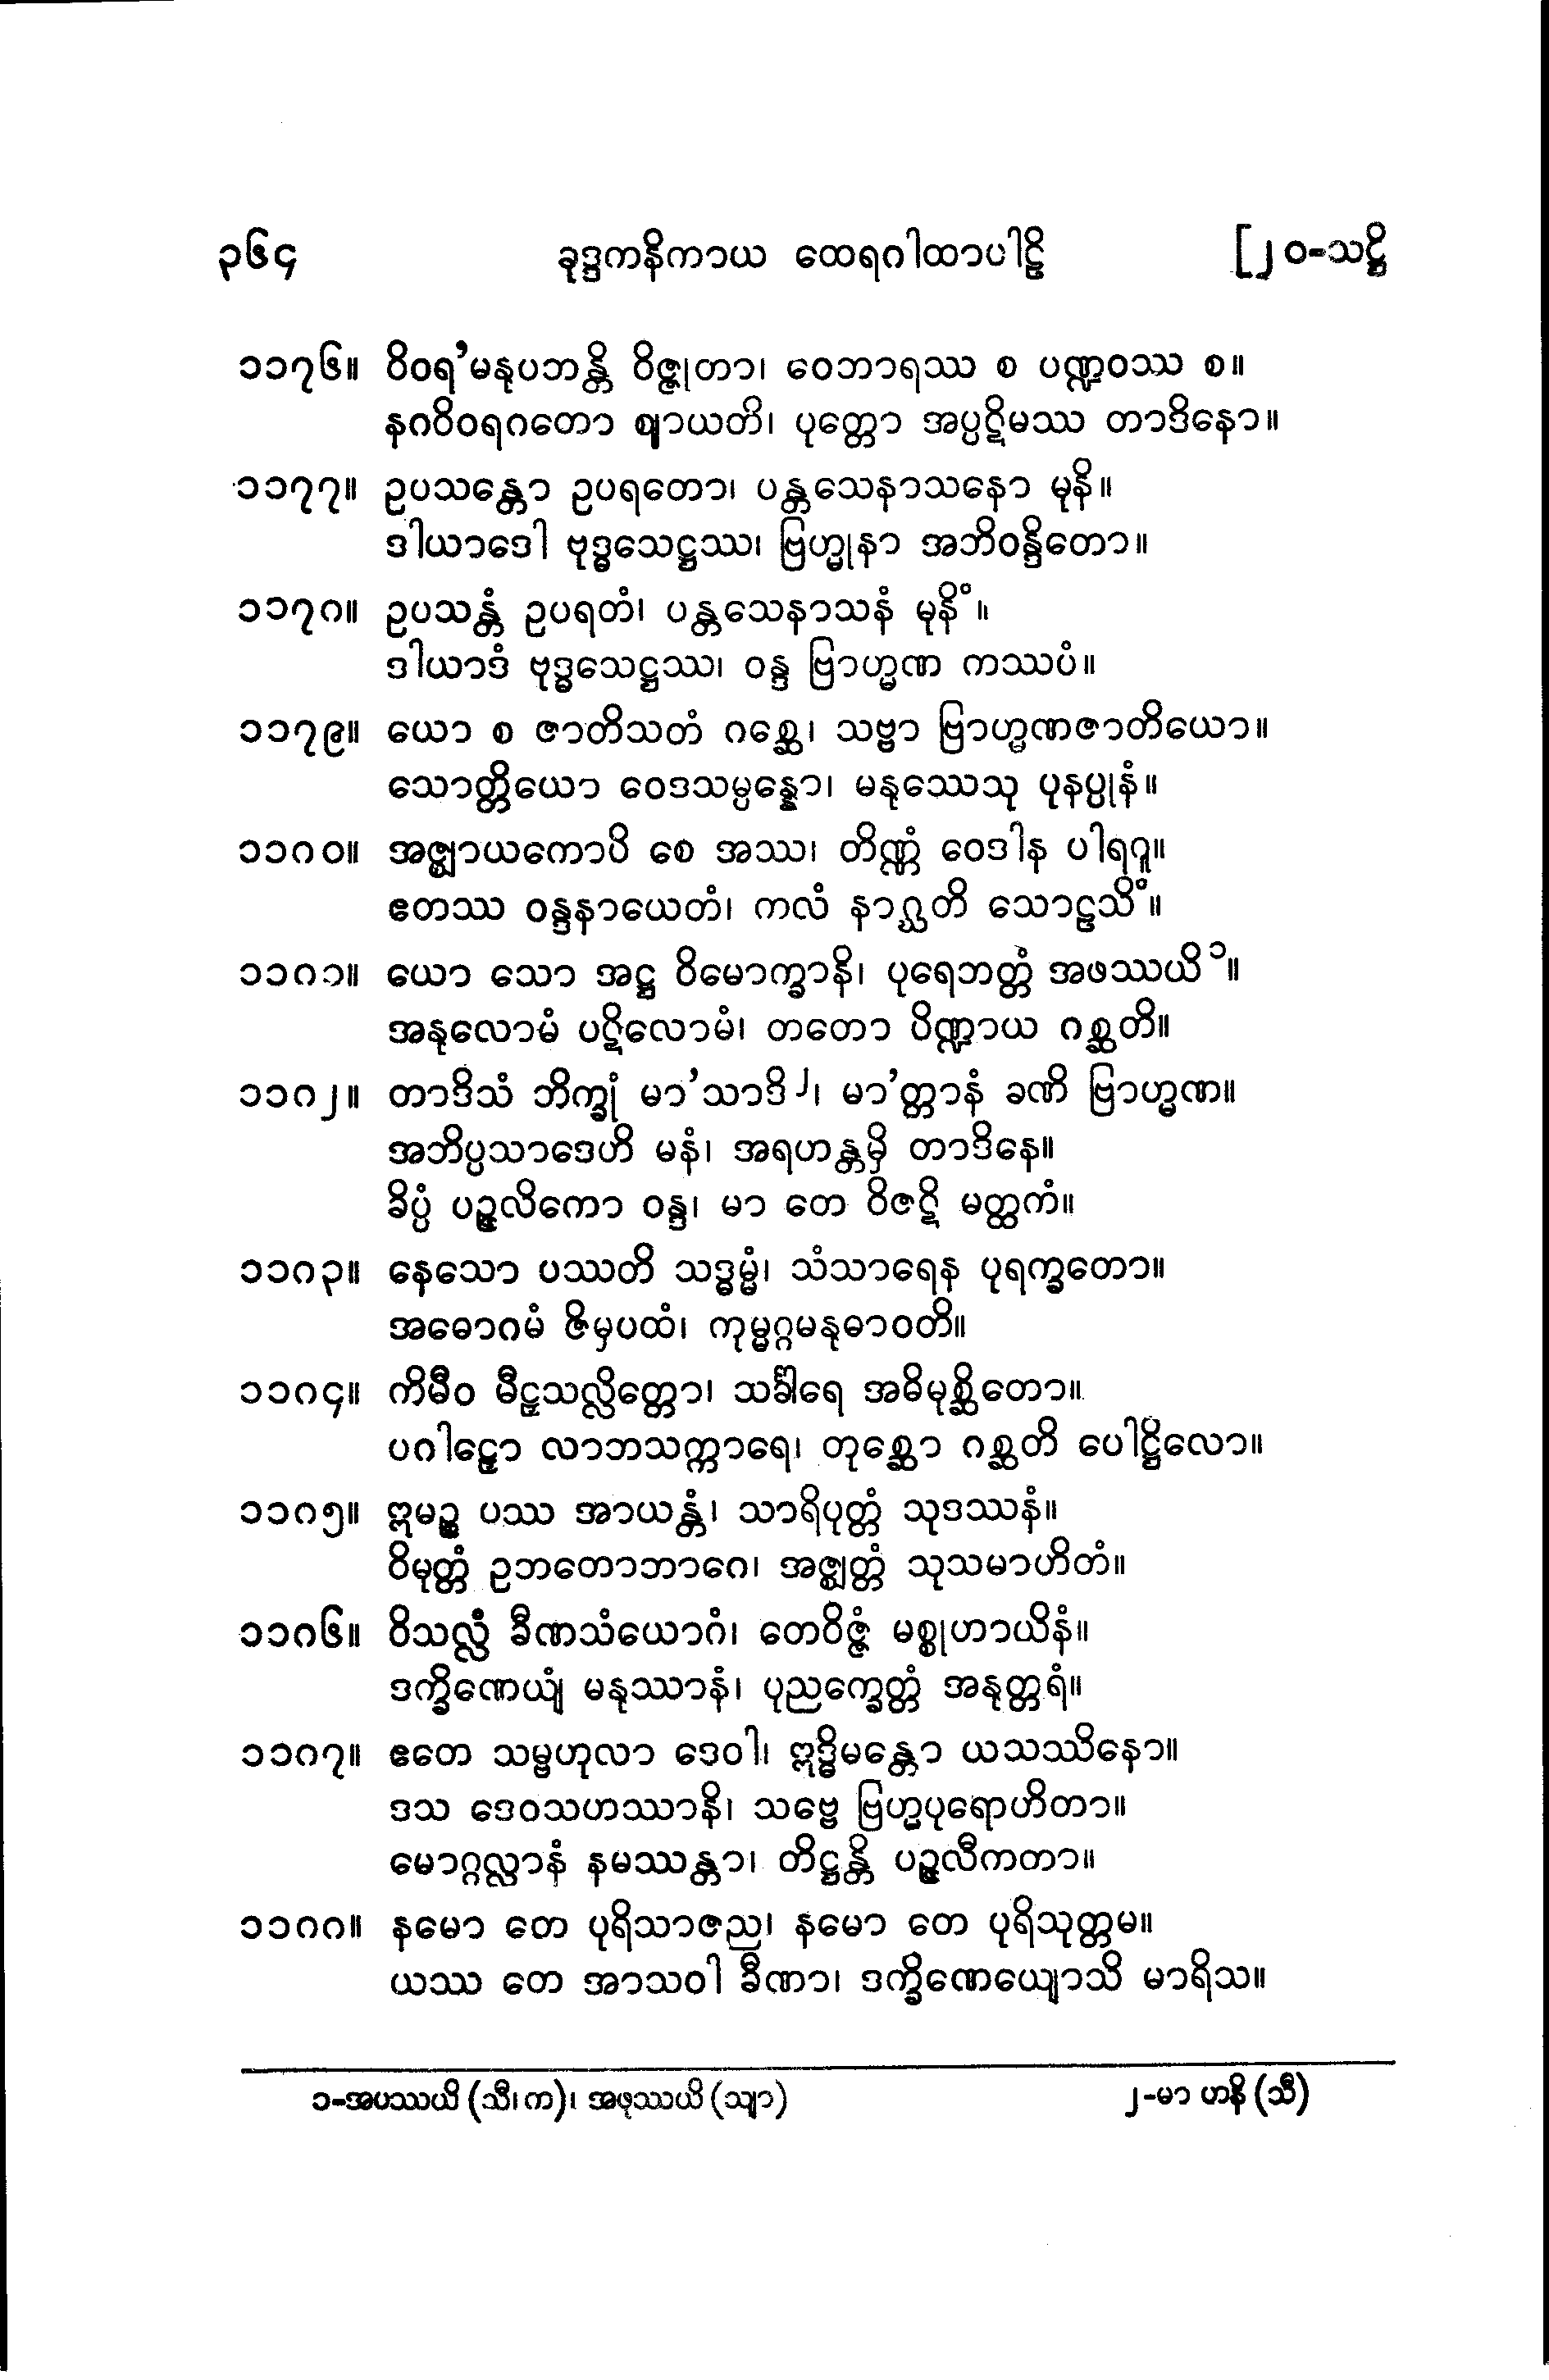 ၃၆၄ ခုဒ္ဒကနိကာယ ထေရဂါထာပါဠိ [၂၀-သဋ္ဌိ
၁၁၇၆။ ဝိဝရ’မနုပဘန္တိ ဝိဇ္ဇုတာ၊ ဝေဘာရဿ စ ပဏ္ဍဝဿ စ။
နဂဝိဝရဂတော ဈာယတိ၊ ပုတ္တော အပ္ပဋိမဿ တာဒိနော။
၁၁၇၇။ ဥပသန္တော ဥပရတော၊ ပန္တသေနာသနော မုနိ။
ဒါယာဒေါ ဗုဒ္ဓသေဋ္ဌဿ၊ ဗြဟ္မုနာ အဘိဝန္ဒိတော။
၁၁၇၈။ ဥပသန္တံ ဥပရတံ၊ ပန္တသေနာသနံ မုနိံ။
ဒါယာဒံ ဗုဒ္ဓသေဋ္ဌဿ၊ ဝန္ဒ ဗြာဟ္မဏ ကဿပံ။
၁၁၇၉။ ယော စ ဇာတိသတံ ဂစ္ဆေ၊ သဗ္ဗာ ဗြာဟ္မဏဇာတိယော။
သောတ္တိယော ဝေဒသမ္ပန္နော၊ မနုဿေသု ပုနပ္ပုနံ။
၁၁၈၀။ အဇ္ဈာယကောပိ စေ အဿ၊ တိဏ္ဏံ ဝေဒါန ပါရဂူ။
ဧတဿ ဝန္ဒနာယေတံ၊ ကလံ နာဂ္ဃတိ သောဠသိံ။
၁၁၈၁။ ယော သော အဋ္ဌ ဝိမောက္ခာနိ၊ ပုရေဘတ္တံ အဖဿယိ ၁။
အနုလောမံ ပဋိလောမံ၊ တတော ပိဏ္ဍာယ ဂစ္ဆတိ။
၁၁၈၂။ တာဒိသံ ဘိက္ခုံ မာ’သာဒိ ၂၊ မာ’တ္တာနံ ခဏိ ဗြာဟ္မဏ။
အဘိပ္ပသာဒေဟိ မနံ၊ အရဟန္တမှိ တာဒိနေ။
ခိပ္ပံ ပဉ္ဇလိကော ဝန္ဒ၊ မာ တေ ဝိဇဋိ မတ္ထကံ။
၁၁၈၃။ နေသော ပဿတိ သဒ္ဓမ္မံ၊ သံသာရေန ပုရက္ခတော။
အဓောဂမံ ဇိမှပထံ၊ ကုမ္မဂ္ဂမနုဓာဝတိ။
၁၁၈၄။ ကိမီဝ မီဠှသလ္လိတ္တော၊ သင်္ခါရေ အဓိမုစ္ဆိတော။
ပဂါဠှော လာဘသက္ကာရေ၊ တုစ္ဆော ဂစ္ဆတိ ပေါဋ္ဌိလော။
၁၁၈၅။ ဣမဉ္စ ပဿ အာယန္တံ၊ သာရိပုတ္တံ သုဒဿနံ။
ဝိမုတ္တံ ဥဘတောဘာဂေ၊ အဇ္ဈတ္တံ သုသမာဟိတံ။
၁၁၈၆။ ဝိသလ္လံ ခီဏသံယောဂံ၊ တေဝိဇ္ဇံ မစ္စုဟာယိနံ။
ဒက္ခိဏေယျံ မနုဿာနံ၊ ပုညက္ခေတ္တံ အနုတ္တရံ။
၁၁၈၇။ ဧတေ သမ္ဗဟုလာ ဒေဝါ၊ ဣဒ္ဓိမန္တော ယသဿိနော။
ဒသ ဒေဝသဟဿာနိ၊ သဗ္ဗေ ဗြဟ္မပုရောဟိတာ။
မောဂ္ဂလ္လာနံ နမဿန္တာ၊ တိဋ္ဌန္တိ ပဉ္ဇလီကတာ။
၁၁၈၈။ နမော တေ ပုရိသာဇည၊ နမော တေ ပုရိသုတ္တမ။
ယဿ တေ အာသဝါ ခီဏာ၊ ဒက္ခိဏေယျောသိ မာရိသ။
၁-အပဿယိ (သီ၊ က)၊ အဖုဿယိ (သျာ) ၂-မာ ဟနိ (သီ)